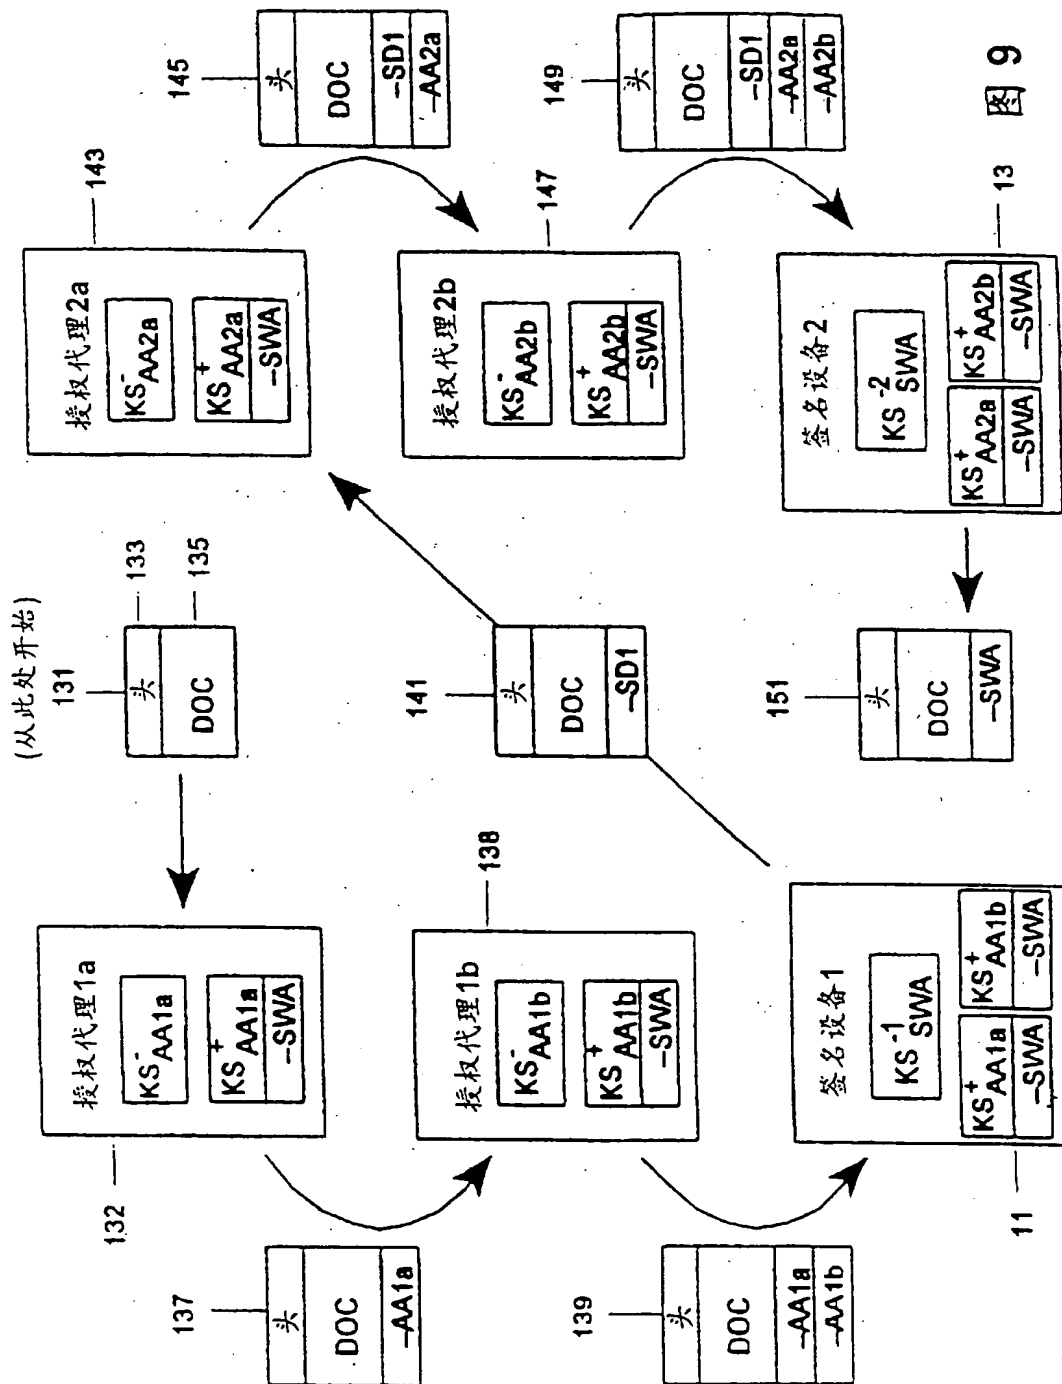 (从此处开始)
131
头
133
DOC
135
授权代理1a
KS⁻AA1a
KS⁺AA1a
–SWA
132
137
头
DOC
–AA1a
授权代理1b
KS⁻AA1b
KS⁺AA1b
–SWA
138
139
头
DOC
–AA1a
–AA1b
签名设备1
KS⁻¹SWA
KS⁺AA1a
–SWA
KS⁺AA1b
–SWA
11
141
头
DOC
–SD1
授权代理2a
KS⁻AA2a
KS⁺AA2a
–SWA
143
145
头
DOC
–SD1
–AA2a
授权代理2b
KS⁻AA2b
KS⁺AA2b
–SWA
147
149
头
DOC
–SD1
–AA2a
–AA2b
签名设备2
KS⁻²SWA
KS⁺AA2a
–SWA
KS⁺AA2b
–SWA
13
151
头
DOC
–SWA
图 9